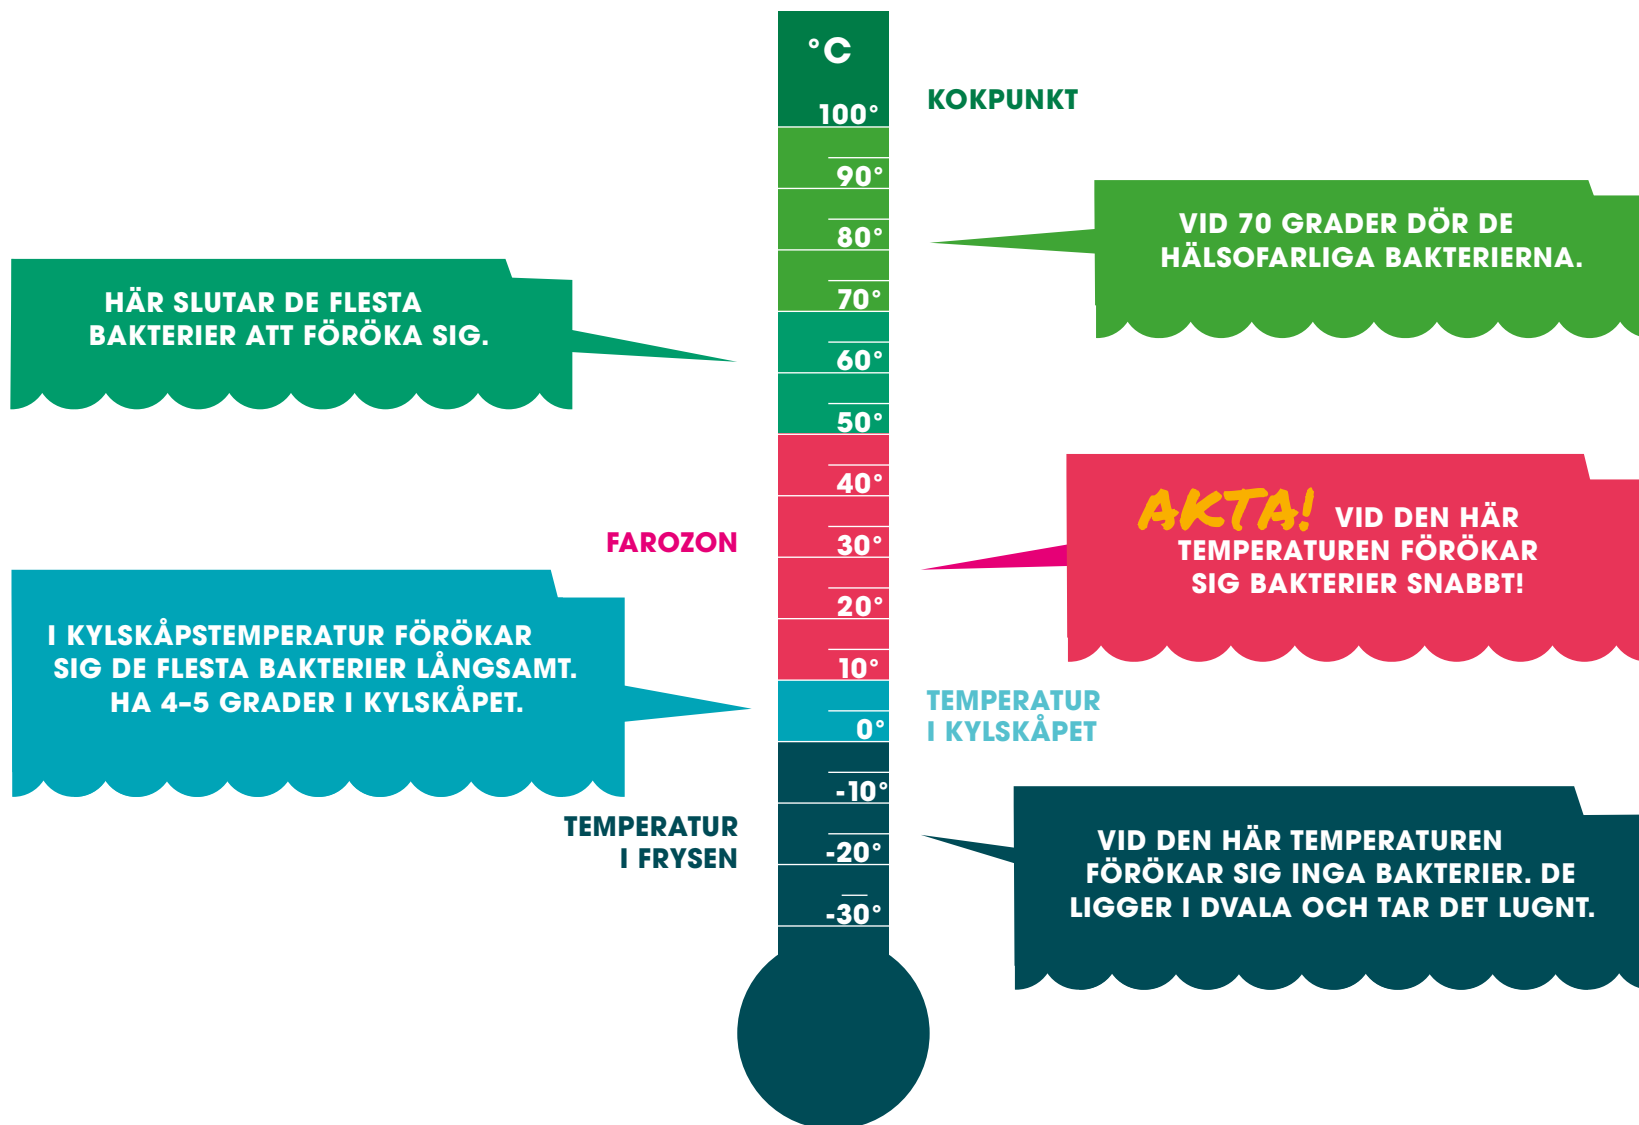 °C
KOKPUNKT
100°
90°
VID 70 GRADER DÖR DE
HÄLSOFARLIGA BAKTERIERNA.
80°
70°
HÄR SLUTAR DE FLESTA
BAKTERIER ATT FÖRÖKA SIG.
60°
50°
40°
AKTA! VID DEN HÄR
TEMPERATUREN FÖRÖKAR
SIG BAKTERIER SNABBT!
FAROZON
30°
20°
I KYLSKÅPSTEMPERATUR FÖRÖKAR
SIG DE FLESTA BAKTERIER LÅNGSAMT.
HA 4–5 GRADER I KYLSKÅPET.
10°
TEMPERATUR
I KYLSKÅPET
0°
-10°
TEMPERATUR
I FRYSEN
-20°
VID DEN HÄR TEMPERATUREN
FÖRÖKAR SIG INGA BAKTERIER. DE
LIGGER I DVALA OCH TAR DET LUGNT.
-30°